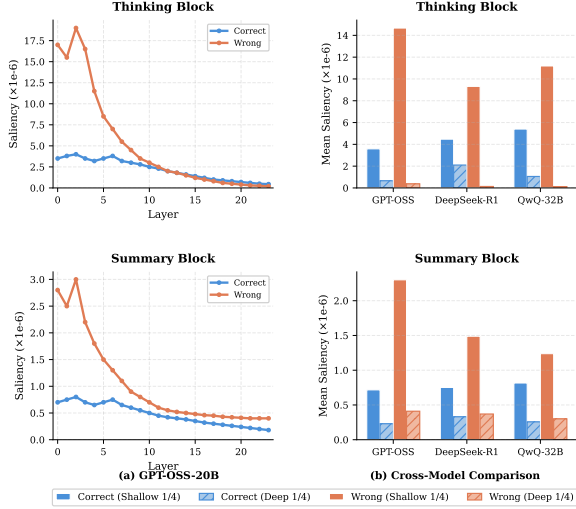 Thinking Block
Saliency (×1e-6)
17.5
15.0
12.5
10.0
7.5
5.0
2.5
0.0
0
5
10
15
20
Layer
Correct
Wrong
Thinking Block
Mean Saliency (×1e-6)
14
12
10
8
6
4
2
0
GPT-OSS
DeepSeek-R1
QwQ-32B
Summary Block
Saliency (×1e-6)
3.0
2.5
2.0
1.5
1.0
0.5
0.0
0
5
10
15
20
Layer
Correct
Wrong
(a) GPT-OSS-20B
Summary Block
Mean Saliency (×1e-6)
2.0
1.5
1.0
0.5
0.0
GPT-OSS
DeepSeek-R1
QwQ-32B
(b) Cross-Model Comparison
Correct (Shallow 1/4)
Correct (Deep 1/4)
Wrong (Shallow 1/4)
Wrong (Deep 1/4)